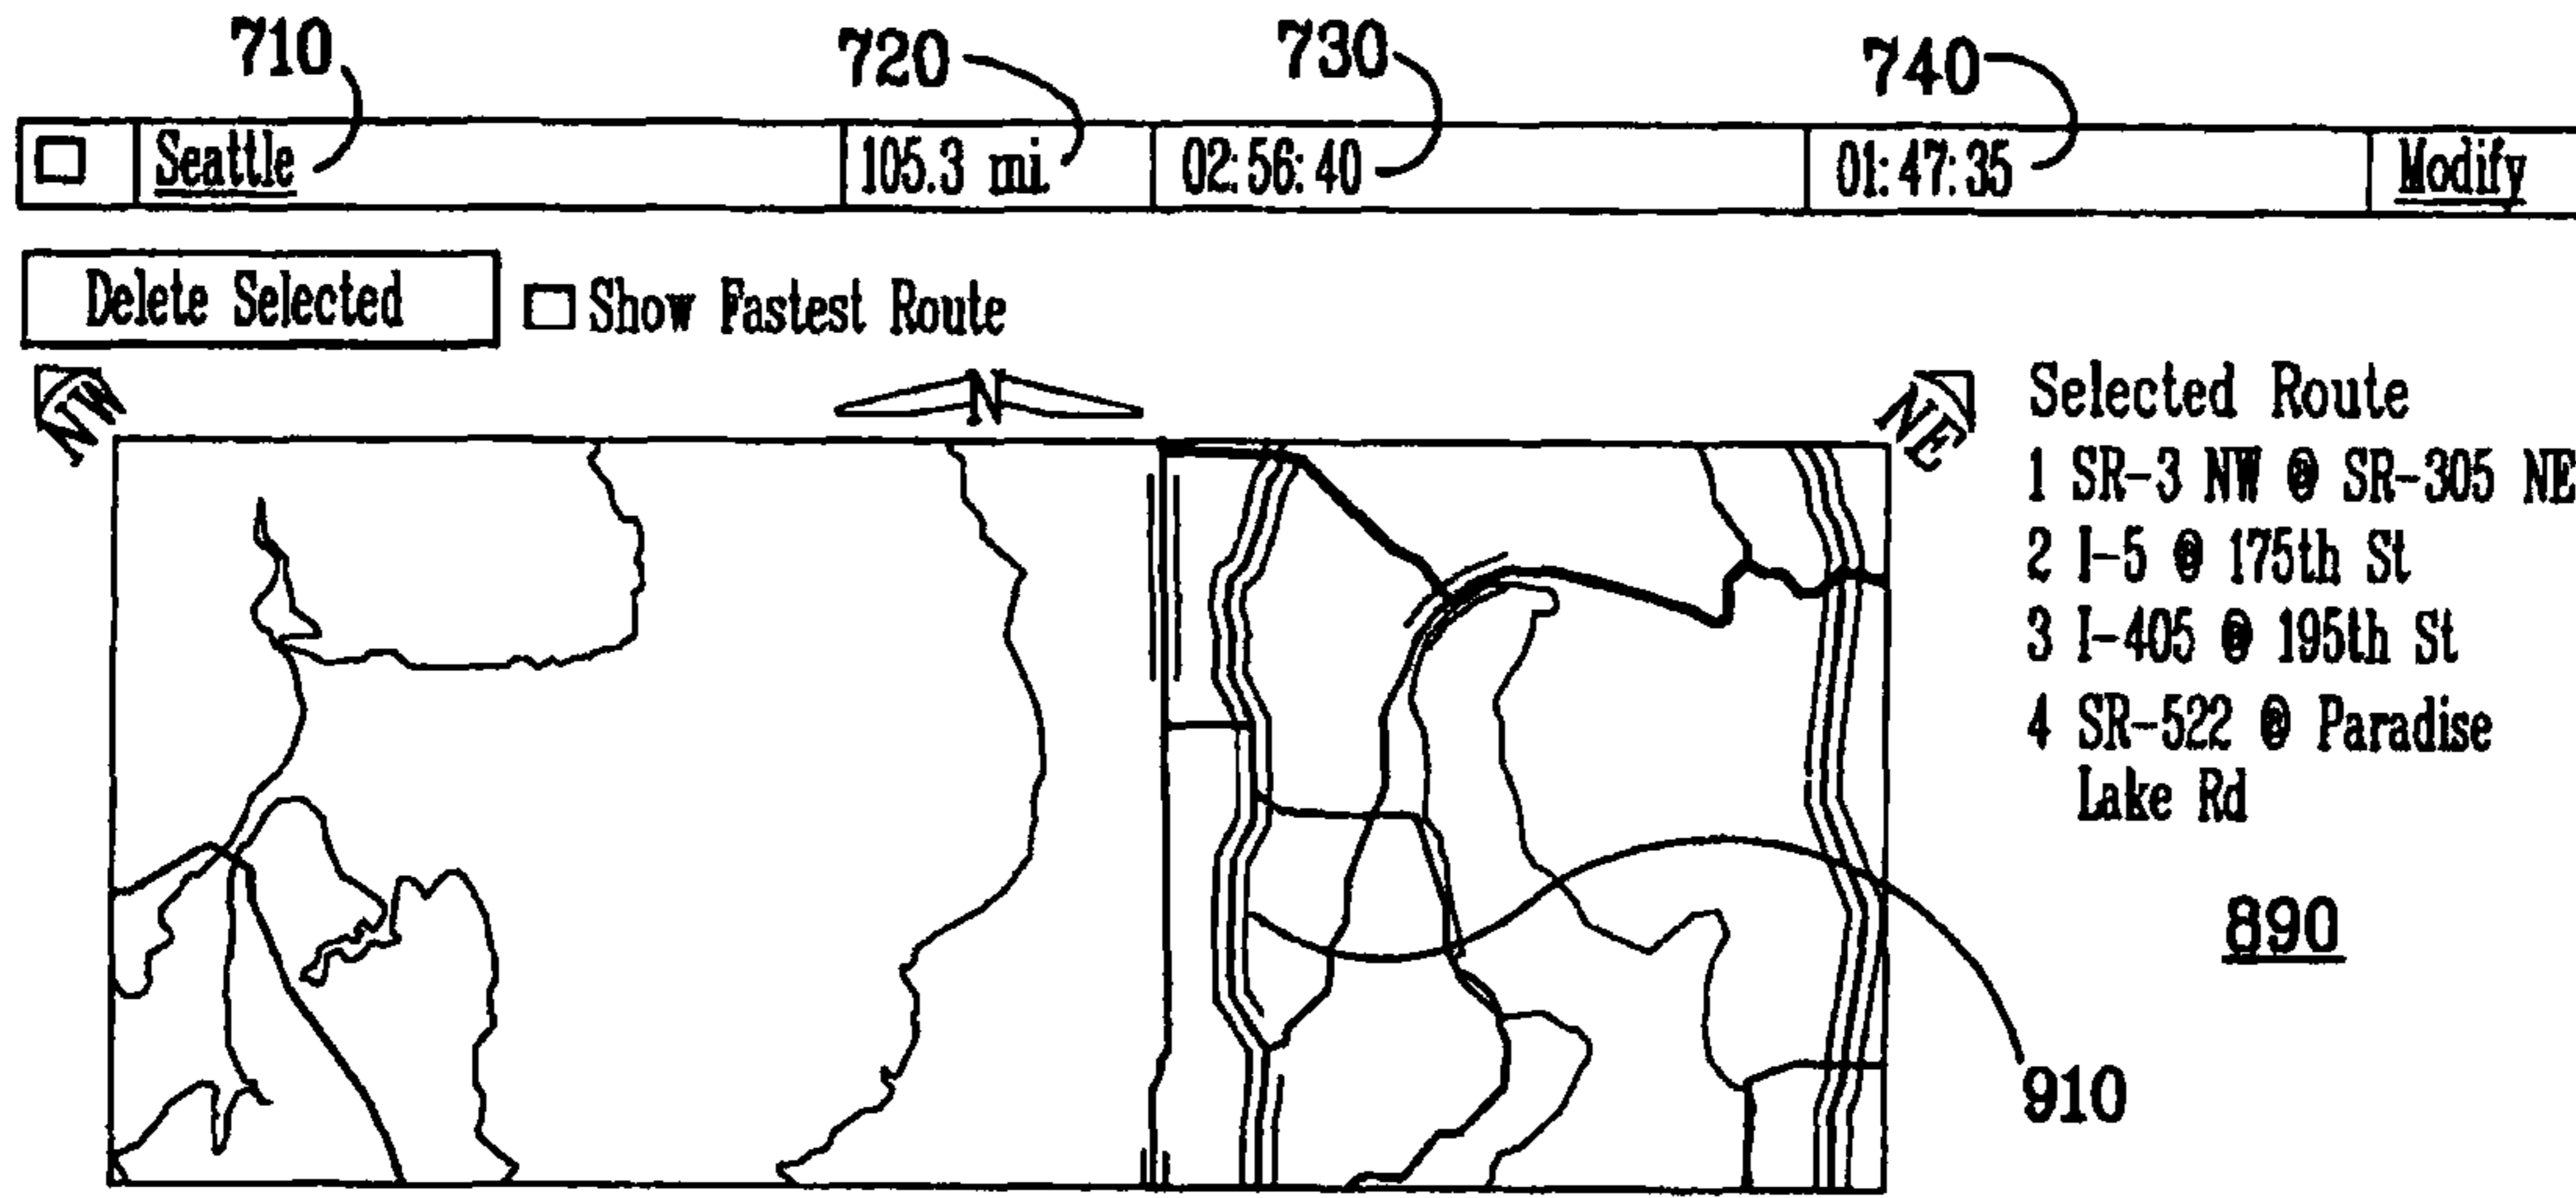 710 720 730 740
Seattle 105.3 mi. 02:56:40 01:47:35 Modify
Delete Selected Show Fastest Route
NW N NE
Selected Route
1 SR-3 NW @ SR-305 NE
2 I-5 @ 175th St
3 I-405 @ 195th St
4 SR-522 @ Paradise
Lake Rd
890
910